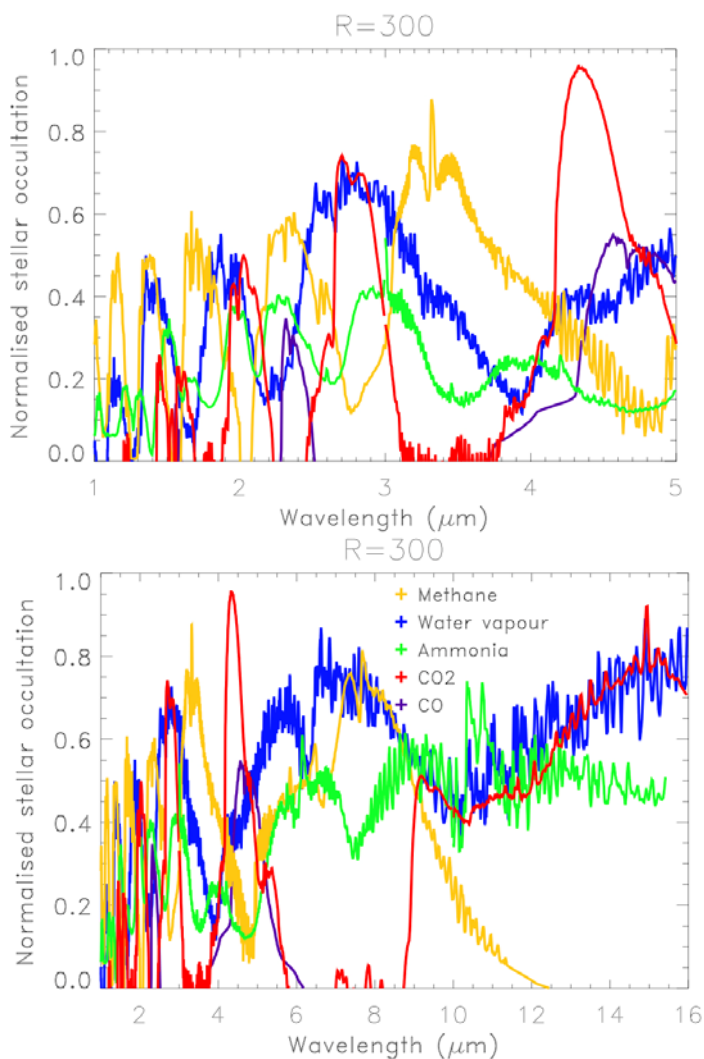 R=300
Normalised stellar occultation
1.0
0.8
0.6
0.4
0.2
0.0
1 2 3 4 5
Wavelength (μm)
R=300
Normalised stellar occultation
1.0
0.8
0.6
0.4
0.2
0.0
Methane
Water vapour
Ammonia
CO2
CO
2 4 6 8 10 12 14 16
Wavelength (μm)